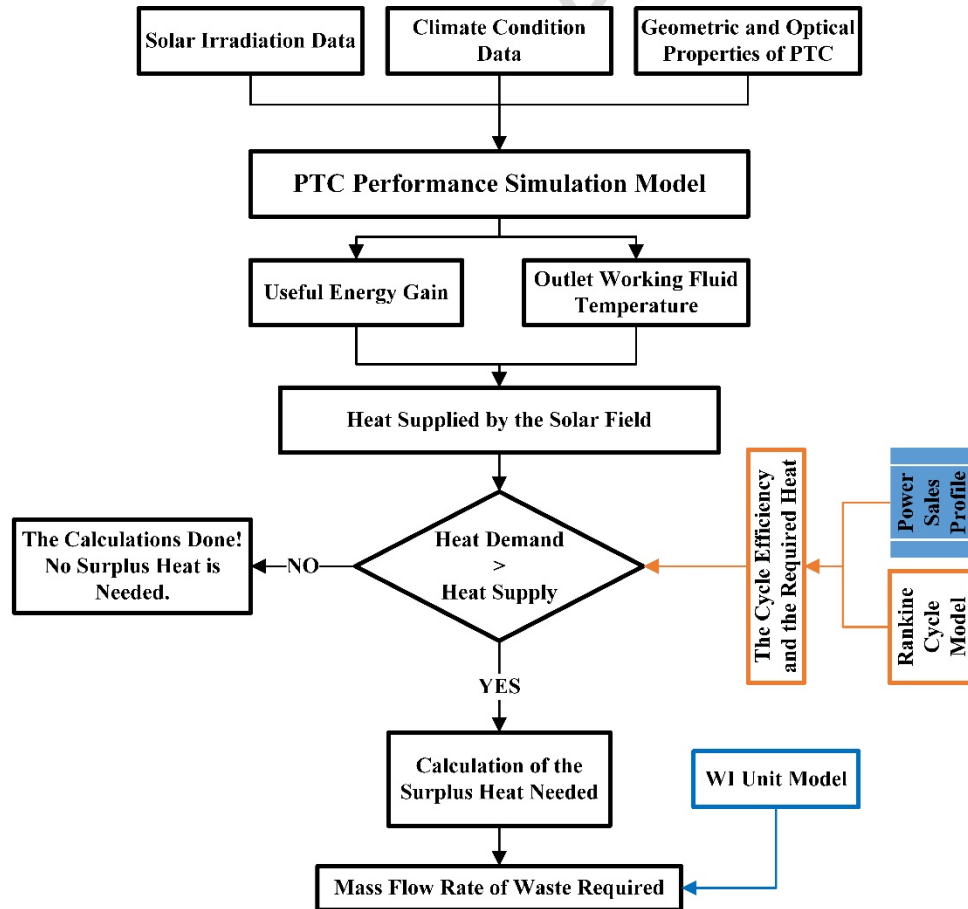 Solar Irradiation Data
Climate Condition
Data
Geometric and Optical
Properties of PTC
PTC Performance Simulation Model
Useful Energy Gain
Outlet Working Fluid
Temperature
Heat Supplied by the Solar Field
The Calculations Done!
No Surplus Heat is
Needed.
NO
Heat Demand
>
Heat Supply
The Cycle Efficiency
and the Required Heat
Power
Sales
Profile
Rankine
Cycle
Model
YES
Calculation of the
Surplus Heat Needed
WI Unit Model
Mass Flow Rate of Waste Required